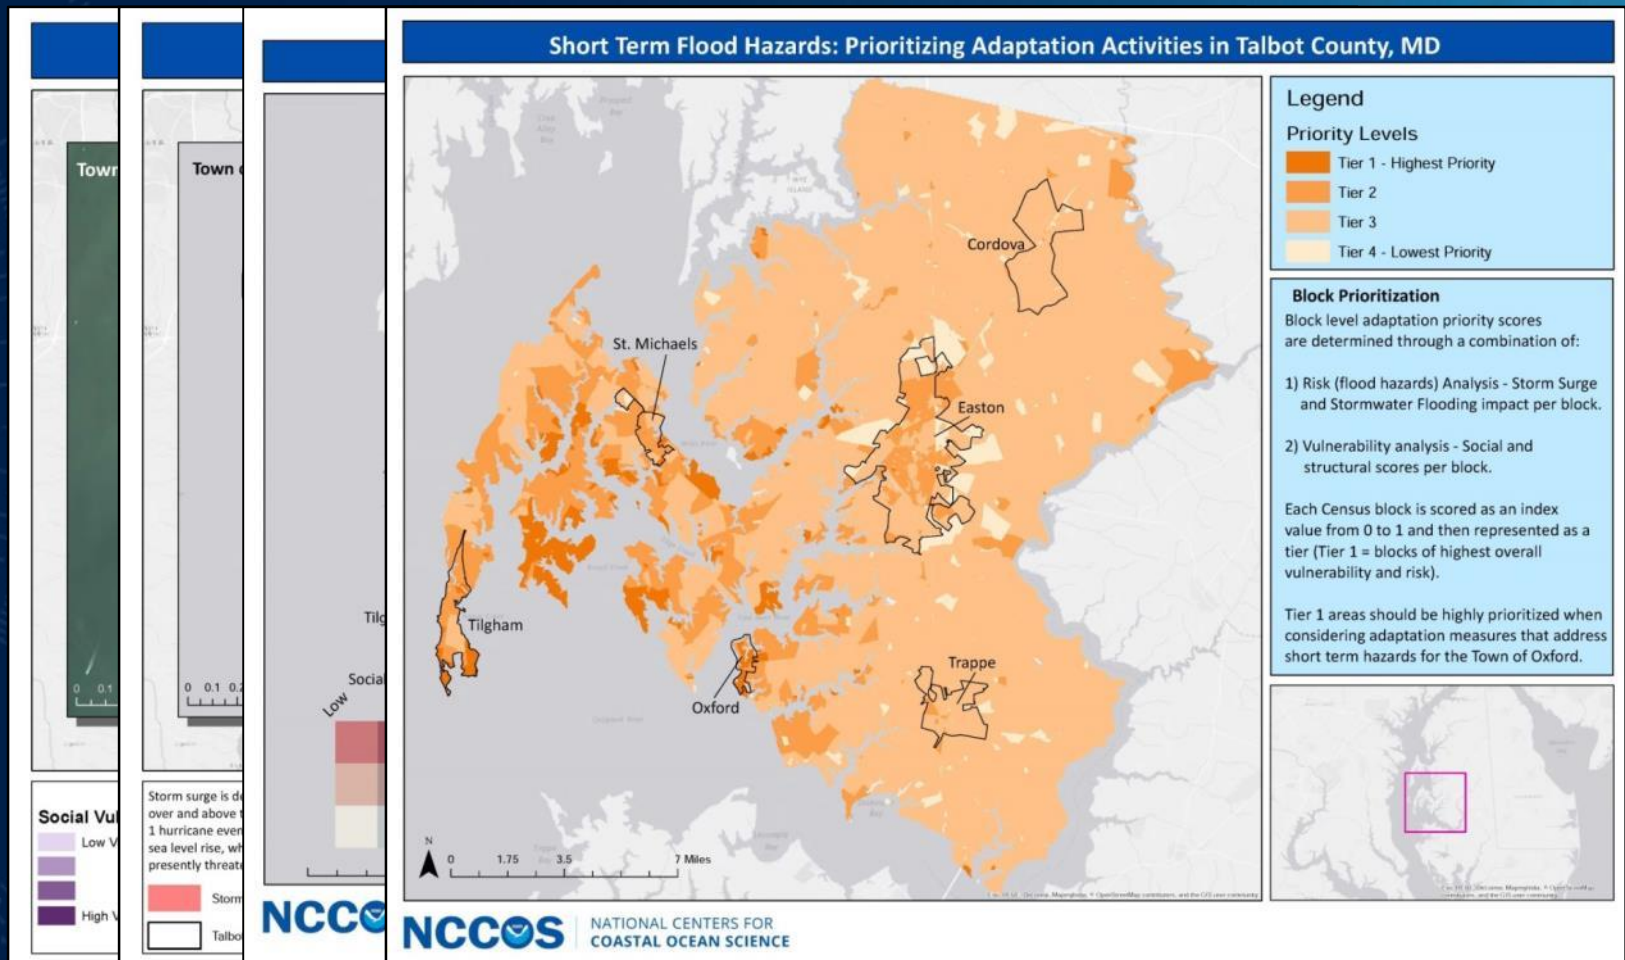 Town
0 0.1
Social Vul
Low V
High V
Town
0 0.1 0.2
Storm surge is de
over and above t
1 hurricane even
sea level rise, wh
presently threate
Storm
Talbo
Tilg
Social
Low
NCCO
Short Term Flood Hazards: Prioritizing Adaptation Activities in Talbot County, MD
Cordova
St. Michaels
Easton
Tilgham
Oxford
Trappe
N
0 1.75 3.5 7 Miles
Legend
Priority Levels
Tier 1 - Highest Priority
Tier 2
Tier 3
Tier 4 - Lowest Priority
Block Prioritization
Block level adaptation priority scores
are determined through a combination of:
1) Risk (flood hazards) Analysis - Storm Surge
and Stormwater Flooding impact per block.
2) Vulnerability analysis - Social and
structural scores per block.
Each Census block is scored as an index
value from 0 to 1 and then represented as a
tier (Tier 1 = blocks of highest overall
vulnerability and risk).
Tier 1 areas should be highly prioritized when
considering adaptation measures that address
short term hazards for the Town of Oxford.
NCCOS
NATIONAL CENTERS FOR
COASTAL OCEAN SCIENCE